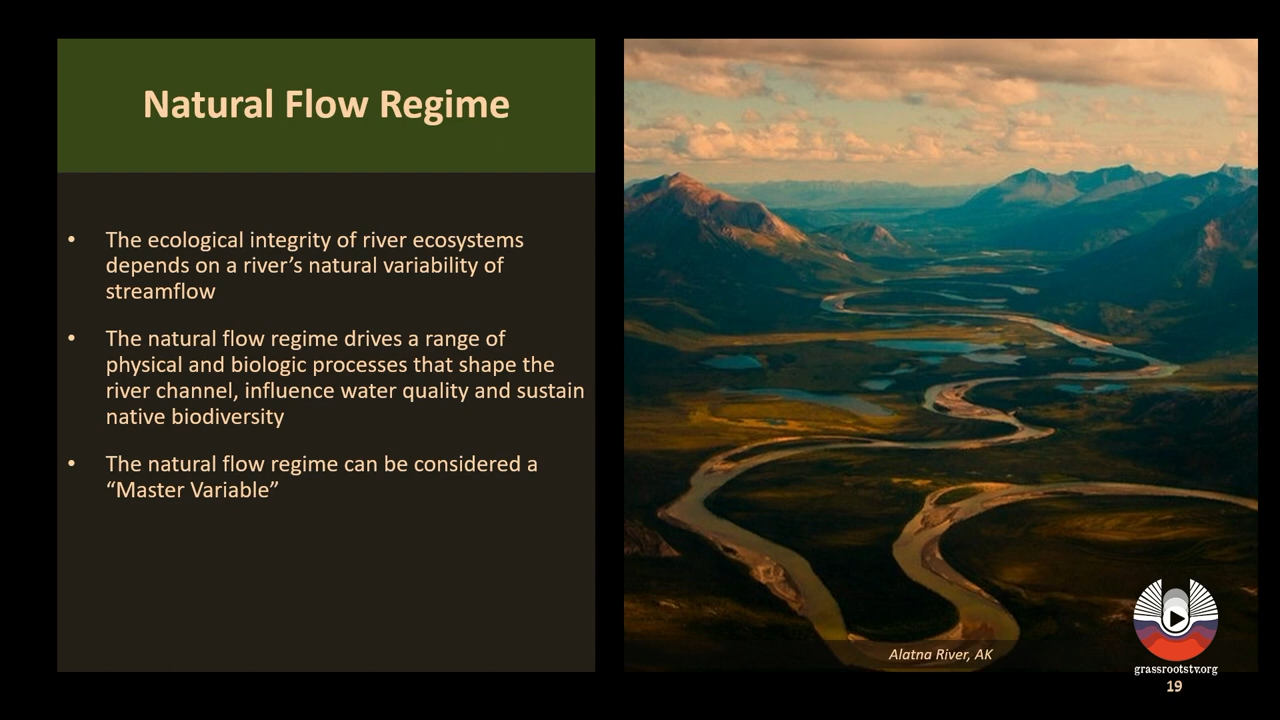 Natural Flow Regime
• The ecological integrity of river ecosystems
depends on a river’s natural variability of
streamflow
• The natural flow regime drives a range of
physical and biologic processes that shape the
river channel, influence water quality and sustain
native biodiversity
• The natural flow regime can be considered a
“Master Variable”
Alatna River, AK
grassrootstv.org
19